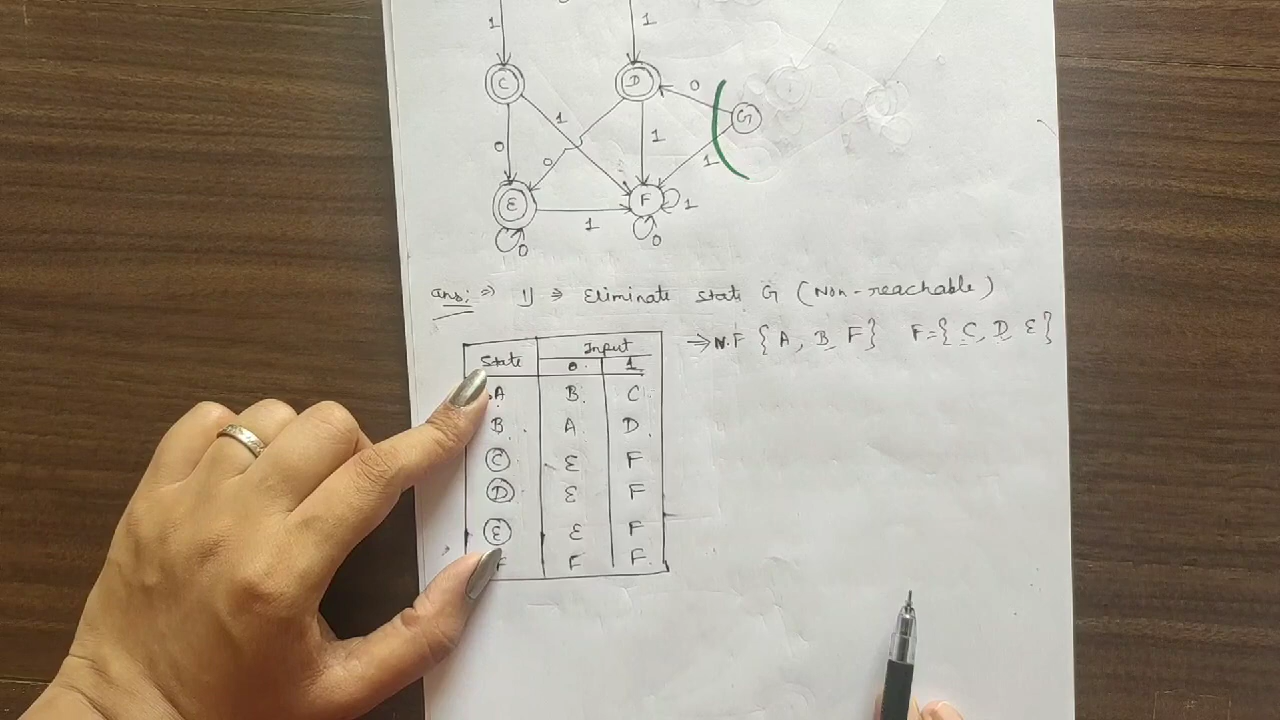 1 1
C D 0 G
1
0 0 1 1
E F 1
1
0 0
ans; ⇒ 1) ⇒ Eliminate state G (Non-reachable)
→ N.F {A, B, F} F={C, D, E}
State Input
0 1
A B C
B A D
C E F
D E F
E E F
F F F